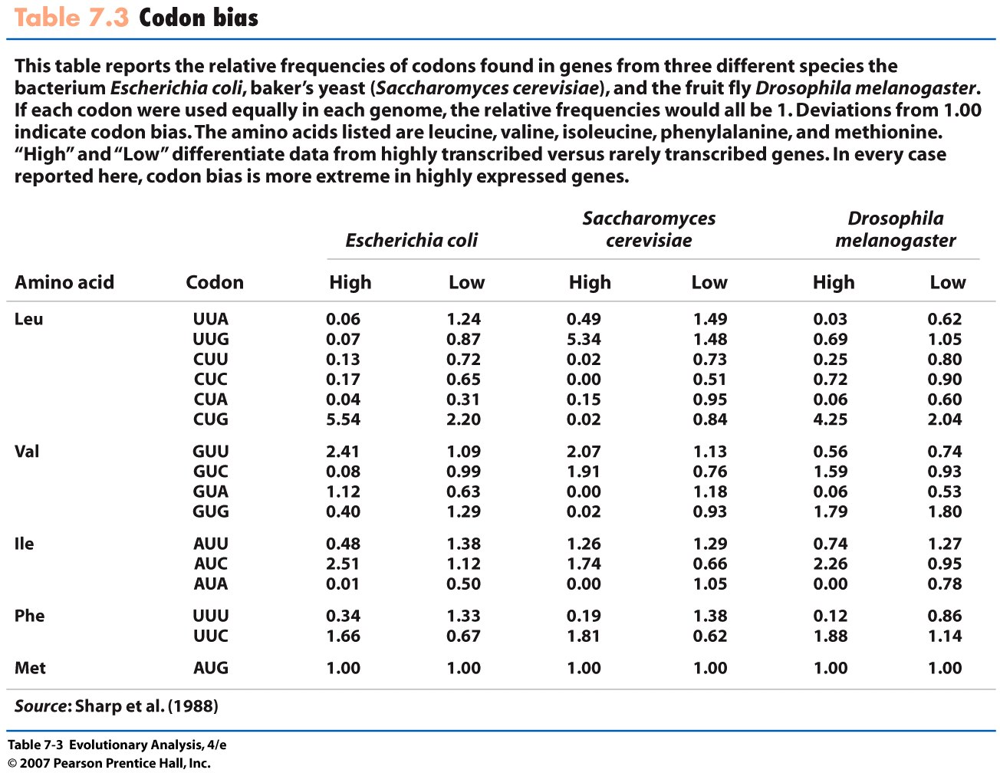 Table 7.3 Codon bias
This table reports the relative frequencies of codons found in genes from three different species the
bacterium Escherichia coli, baker's yeast (Saccharomyces cerevisiae), and the fruit fly Drosophila melanogaster.
If each codon were used equally in each genome, the relative frequencies would all be 1. Deviations from 1.00
indicate codon bias. The amino acids listed are leucine, valine, isoleucine, phenylalanine, and methionine.
“High” and “Low” differentiate data from highly transcribed versus rarely transcribed genes. In every case
reported here, codon bias is more extreme in highly expressed genes.
Escherichia coli Saccharomyces cerevisiae Drosophila melanogaster
Amino acid Codon High Low High Low High Low
Leu UUA 0.06 1.24 0.49 1.49 0.03 0.62
UUG 0.07 0.87 5.34 1.48 0.69 1.05
CUU 0.13 0.72 0.02 0.73 0.25 0.80
CUC 0.17 0.65 0.00 0.51 0.72 0.90
CUA 0.04 0.31 0.15 0.95 0.06 0.60
CUG 5.54 2.20 0.02 0.84 4.25 2.04
Val GUU 2.41 1.09 2.07 1.13 0.56 0.74
GUC 0.08 0.99 1.91 0.76 1.59 0.93
GUA 1.12 0.63 0.00 1.18 0.06 0.53
GUG 0.40 1.29 0.02 0.93 1.79 1.80
Ile AUU 0.48 1.38 1.26 1.29 0.74 1.27
AUC 2.51 1.12 1.74 0.66 2.26 0.95
AUA 0.01 0.50 0.00 1.05 0.00 0.78
Phe UUU 0.34 1.33 0.19 1.38 0.12 0.86
UUC 1.66 0.67 1.81 0.62 1.88 1.14
Met AUG 1.00 1.00 1.00 1.00 1.00 1.00
Source: Sharp et al. (1988)
Table 7-3 Evolutionary Analysis, 4/e
© 2007 Pearson Prentice Hall, Inc.